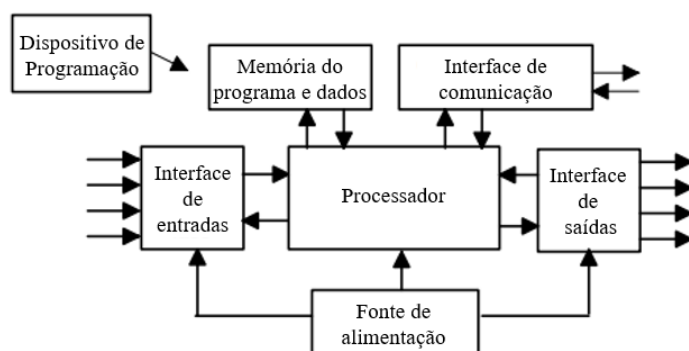 Dispositivo de
Programação
Memória do
programa e dados
Interface de
comunicação
Interface
de
entradas
Processador
Interface
de
saídas
Fonte de
alimentação